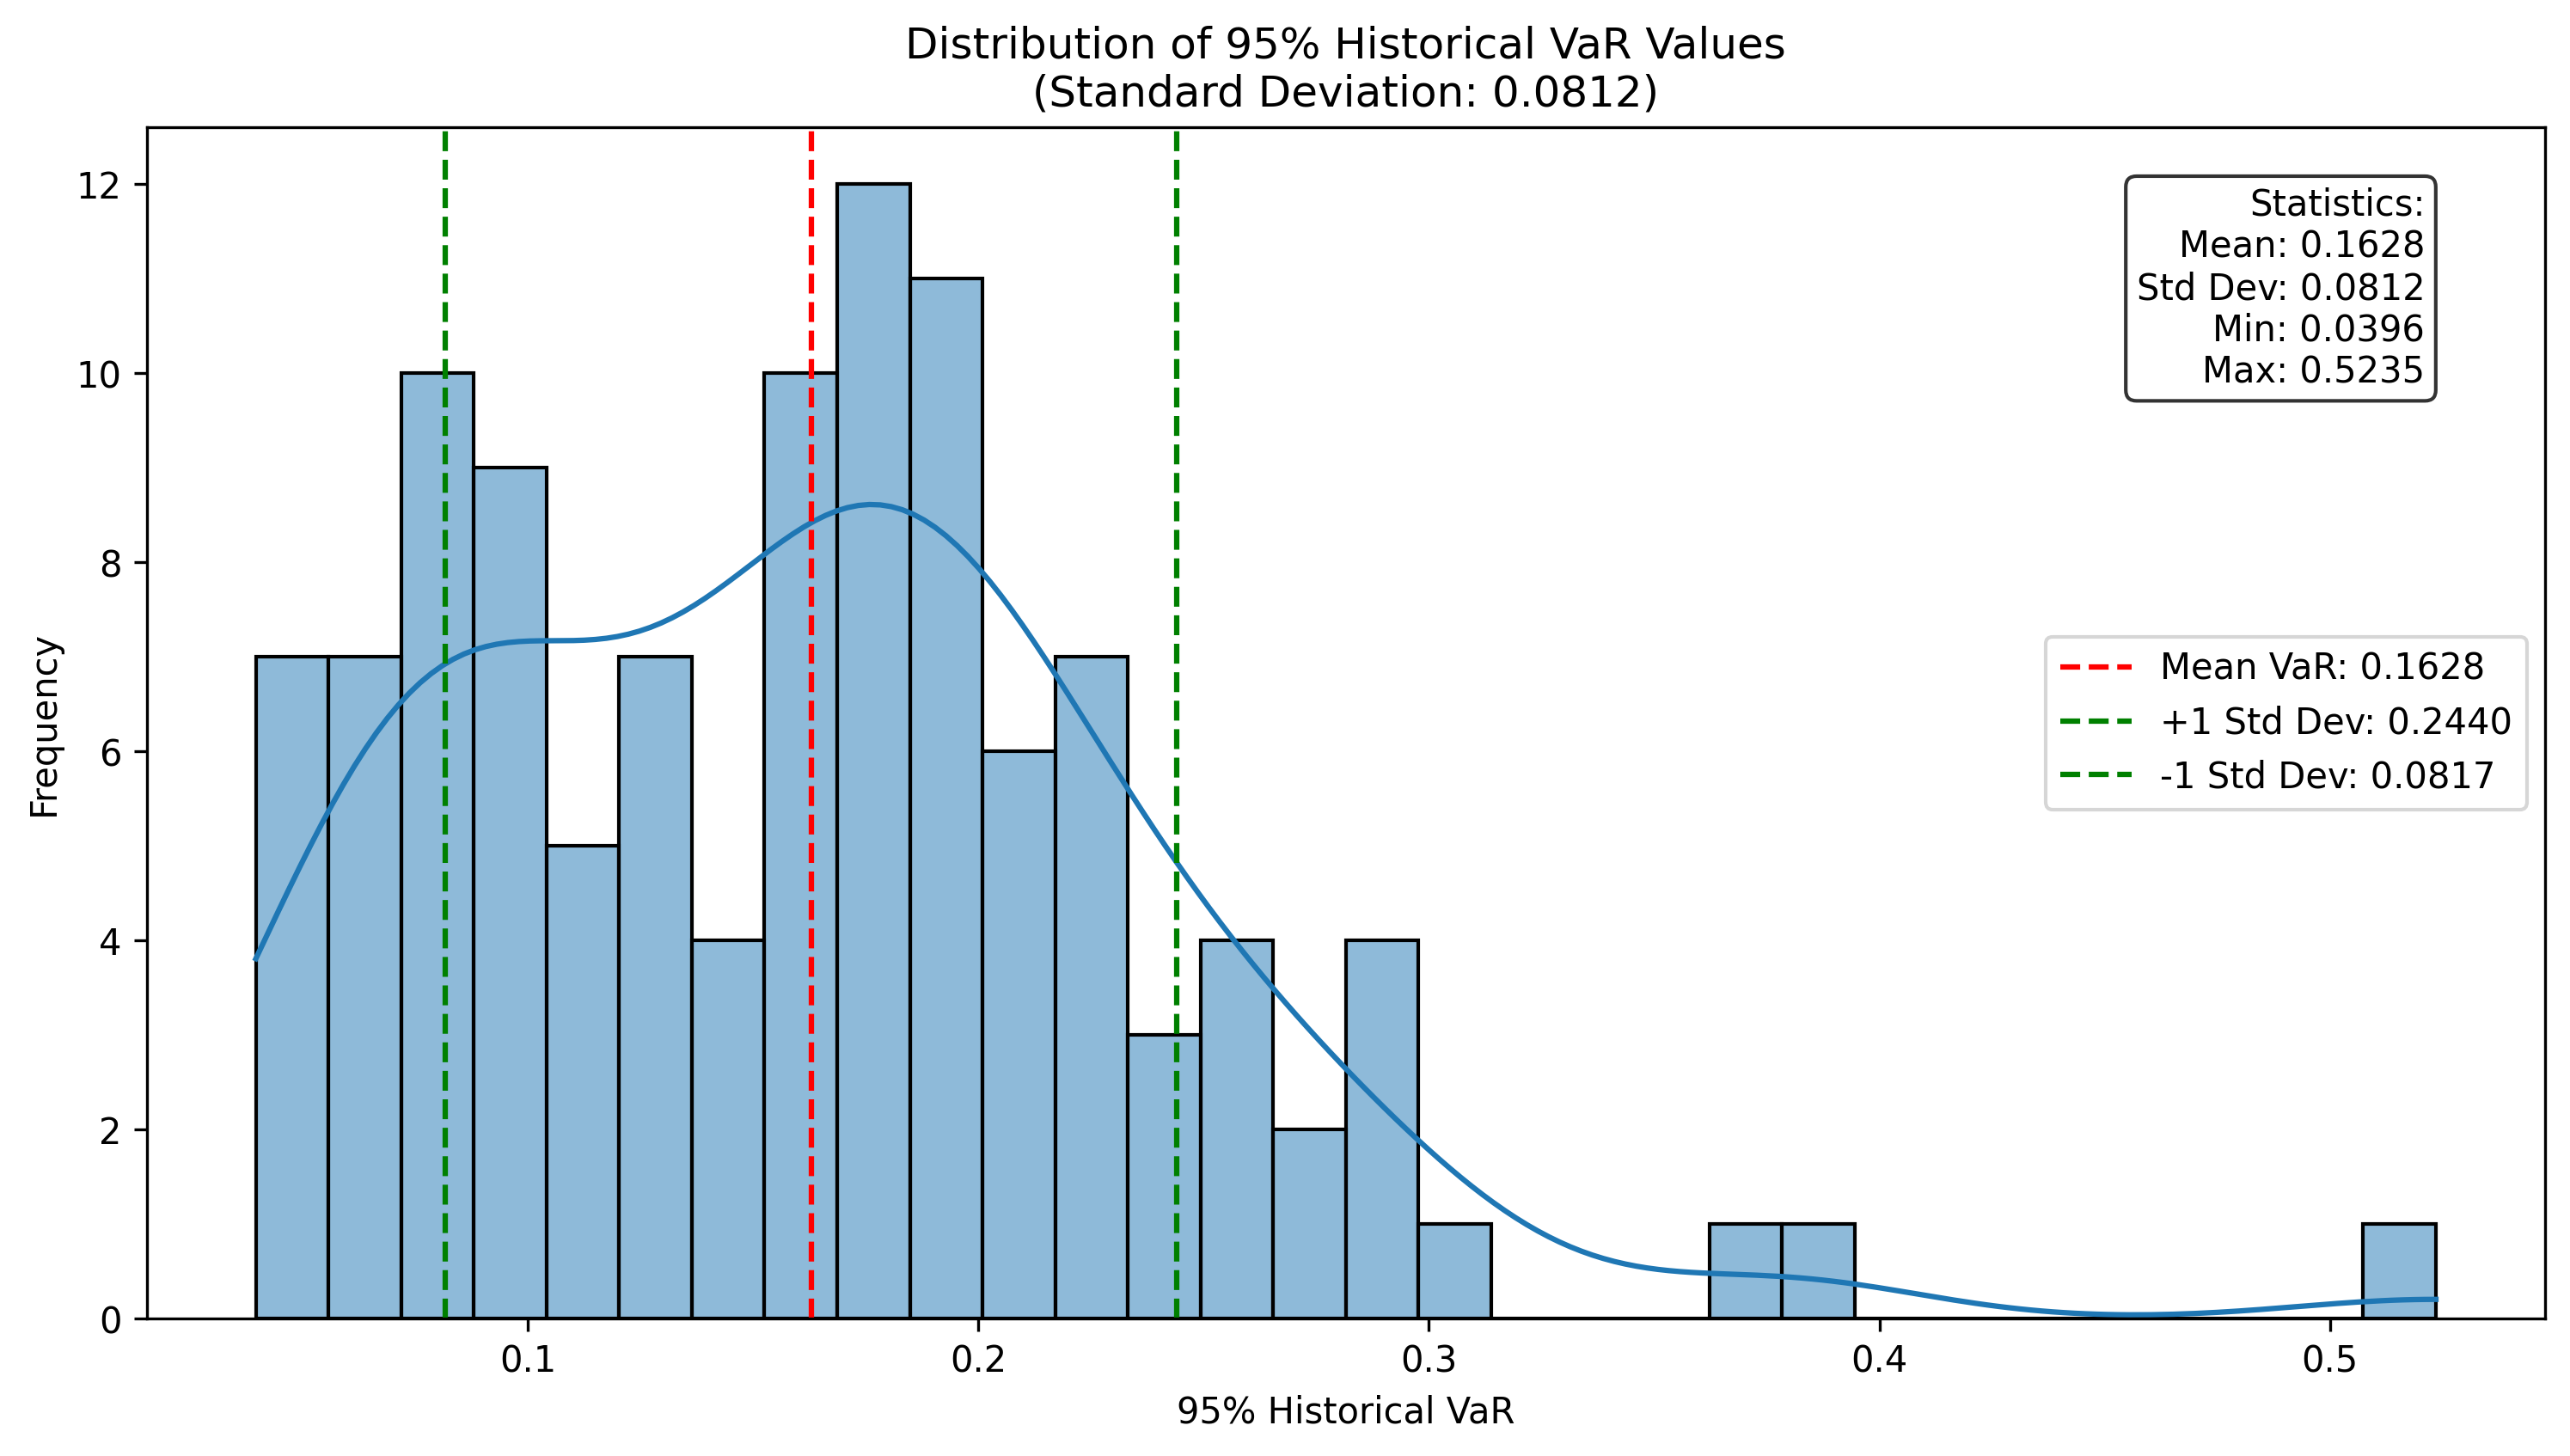 Distribution of 95% Historical VaR Values
(Standard Deviation: 0.0812)
12
10
8
6
4
2
0
Frequency
Statistics:
Mean: 0.1628
Std Dev: 0.0812
Min: 0.0396
Max: 0.5235
Mean VaR: 0.1628
+1 Std Dev: 0.2440
-1 Std Dev: 0.0817
0.1
0.2
0.3
0.4
0.5
95% Historical VaR